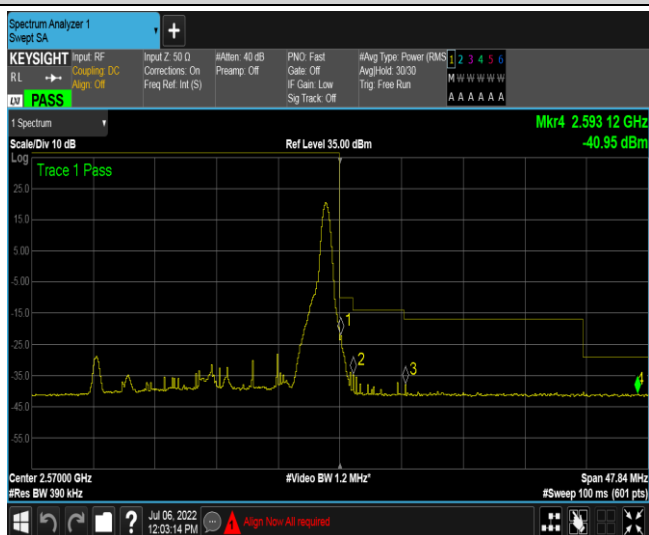 Spectrum Analyzer 1
Swept SA
KEYSIGHT
RL
Input: RF
Coupling: DC
Align: Off
Input Z: 50 Ω
Corrections: On
Freq Ref: Int (S)
#Atten: 40 dB
Preamp: Off
PNO: Fast
Gate: Off
IF Gain: Low
Sig Track: Off
#Avg Type: Power (RMS
Avg|Hold: 30/30
Trig: Free Run
1 2 3 4 5 6
M W W W W W
A A A A A A
LXI PASS
1 Spectrum
Mkr4 2.593 12 GHz
Scale/Div 10 dB
Ref Level 35.00 dBm
-40.95 dBm
Log
Trace 1 Pass
25.0
15.0
5.00
-5.00
-15.0
-25.0
-35.0
-45.0
-55.0
1
2
3
4
Center 2.57000 GHz
#Video BW 1.2 MHz*
Span 47.84 MHz
#Res BW 390 kHz
#Sweep 100 ms (601 pts)
?
Jul 06, 2022
12:03:14 PM
1
Align Now All required